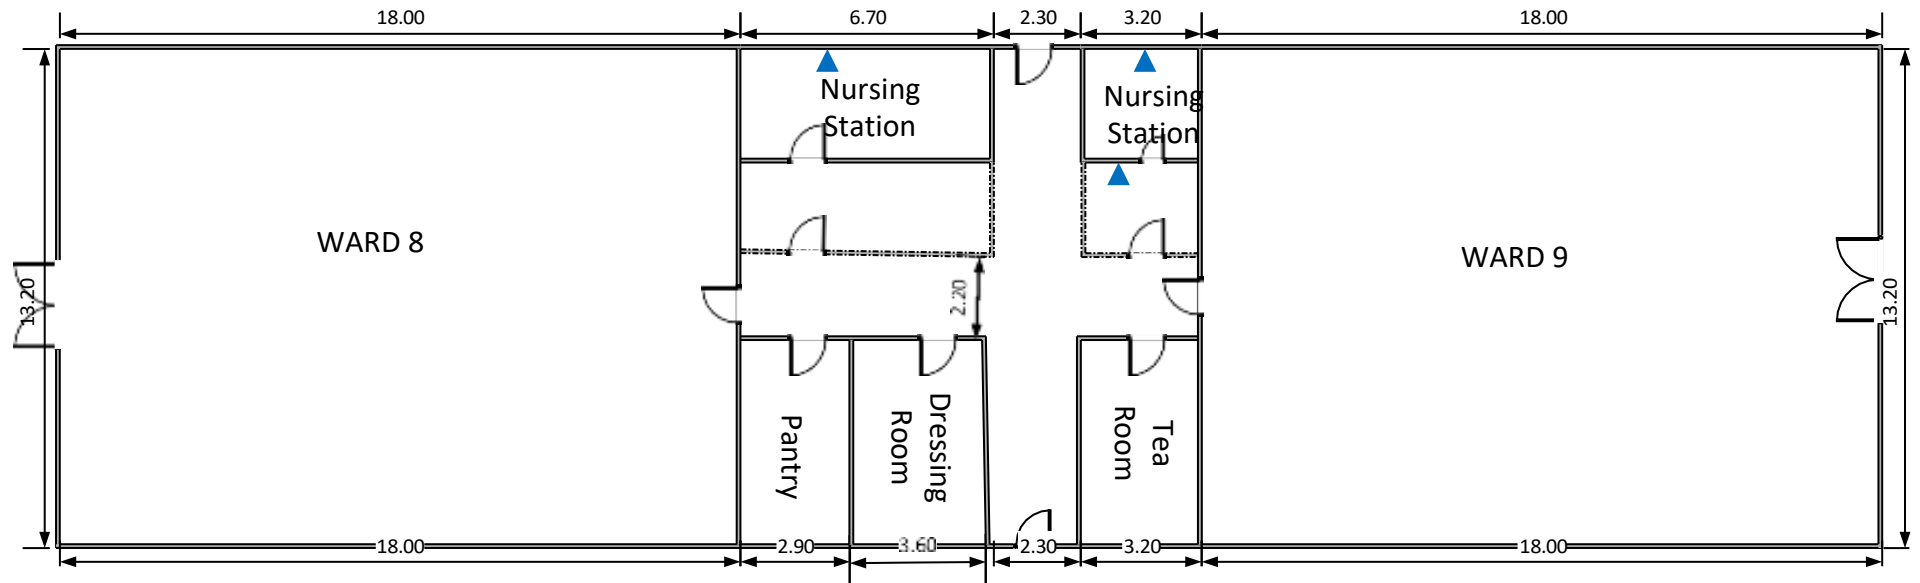 18.00
6.70
2.30
3.20
18.00
Nursing
Station
Nursing
Station
WARD 8
WARD 9
13.20
2.20
13.20
Pantry
Dressing
Room
Tea
Room
18.00
2.90
3.60
2.30
3.20
18.00